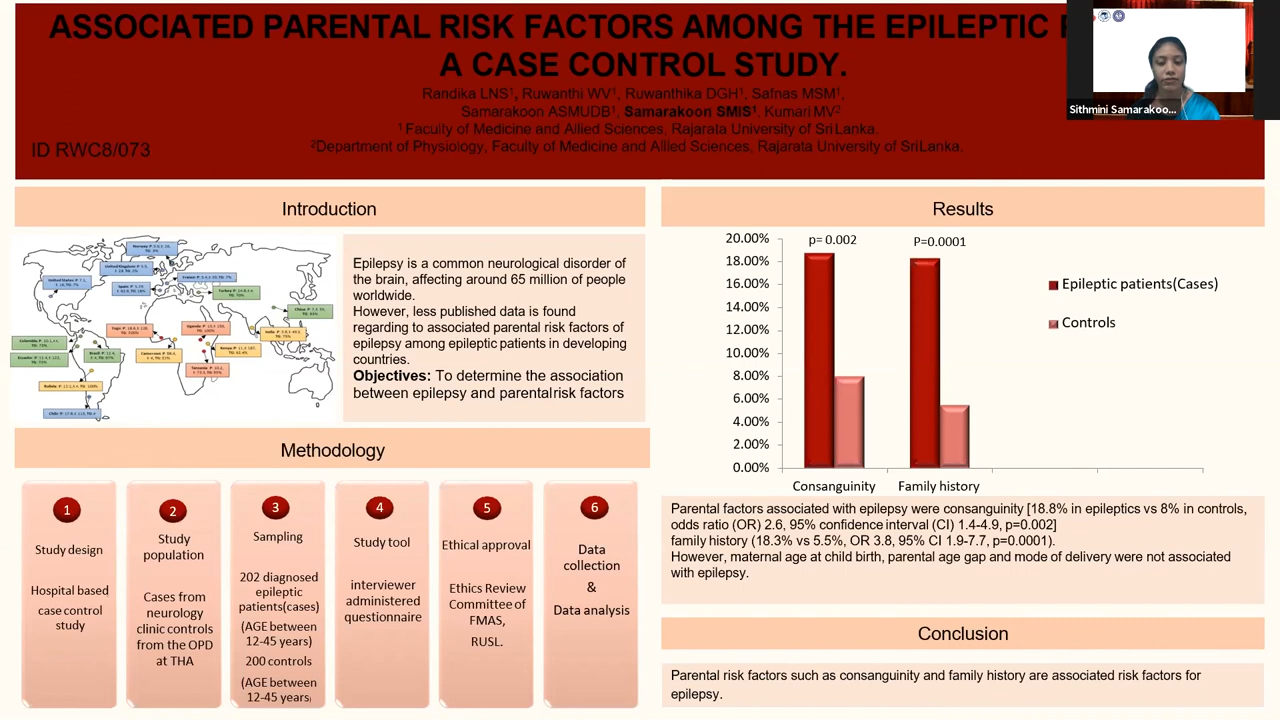 ASSOCIATED PARENTAL RISK FACTORS AMONG THE EPILEPTIC
A CASE CONTROL STUDY.
Randika LNS¹, Ruwanthi WV¹, Ruwanthika DGH¹, Safnas MSM¹,
Samarakoon ASMUDB¹, Samarakoon SMIS¹, Kumari MV²
¹ Faculty of Medicine and Allied Sciences, Rajarata University of Sri Lanka.
²Department of Physiology, Faculty of Medicine and Allied Sciences, Rajarata University of SriLanka.
ID RWC8/073
Sithmini Samarakoo...
Introduction
Epilepsy is a common neurological disorder of
the brain, affecting around 65 million of people
worldwide.
However, less published data is found
regarding to associated parental risk factors of
epilepsy among epileptic patients in developing
countries.
Objectives: To determine the association
between epilepsy and parental risk factors
Methodology
1
Study design
Hospital based
case control
study
2
Study
population
Cases from
neurology
clinic controls
from the OPD
at THA
3
Sampling
202 diagnosed
epileptic
patients(cases)
(AGE between
12-45 years)
200 controls
(AGE between
12-45 years
4
Study tool
interviewer
administered
questionnaire
5
Ethical approval
Ethics Review
Committee of
FMAS,
RUSL.
6
Data
collection
&
Data analysis
Results
20.00%
18.00%
16.00%
14.00%
12.00%
10.00%
8.00%
6.00%
4.00%
2.00%
0.00%
p= 0.002
P=0.0001
Consanguinity
Family history
Epileptic patients(Cases)
Controls
Parental factors associated with epilepsy were consanguinity [18.8% in epileptics vs 8% in controls,
odds ratio (OR) 2.6, 95% confidence interval (CI) 1.4-4.9, p=0.002]
family history (18.3% vs 5.5%, OR 3.8, 95% CI 1.9-7.7, p=0.0001).
However, maternal age at child birth, parental age gap and mode of delivery were not associated
with epilepsy.
Conclusion
Parental risk factors such as consanguinity and family history are associated risk factors for
epilepsy.